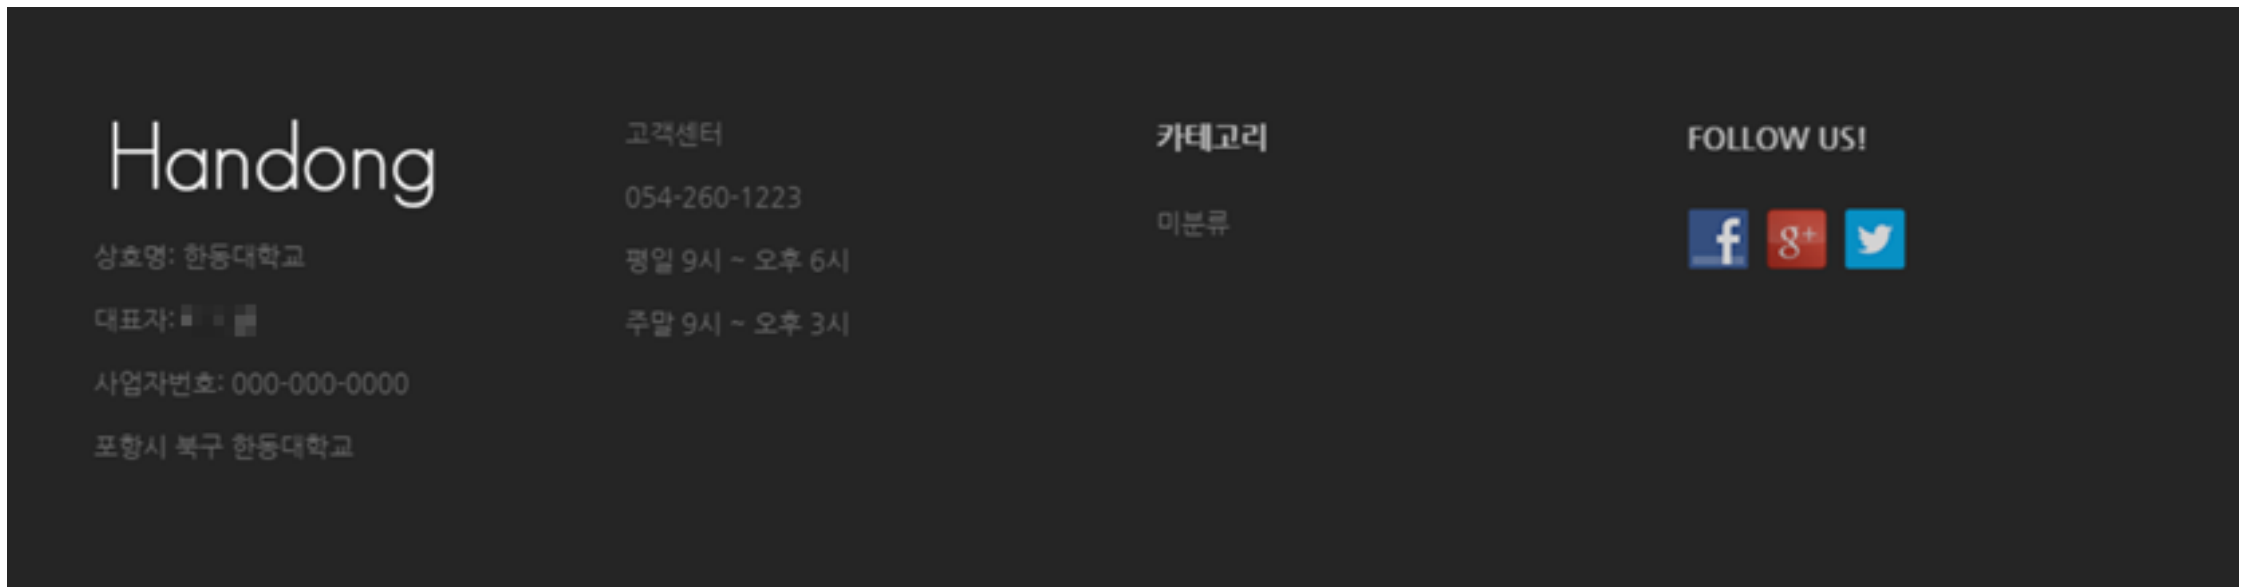 Handong
상호명: 한동대학교
대표자:
사업자번호: 000-000-0000
포항시 북구 한동대학교
고객센터
054-260-1223
평일 9시 ~ 오후 6시
주말 9시 ~ 오후 3시
카테고리
미분류
FOLLOW US!
f
g+